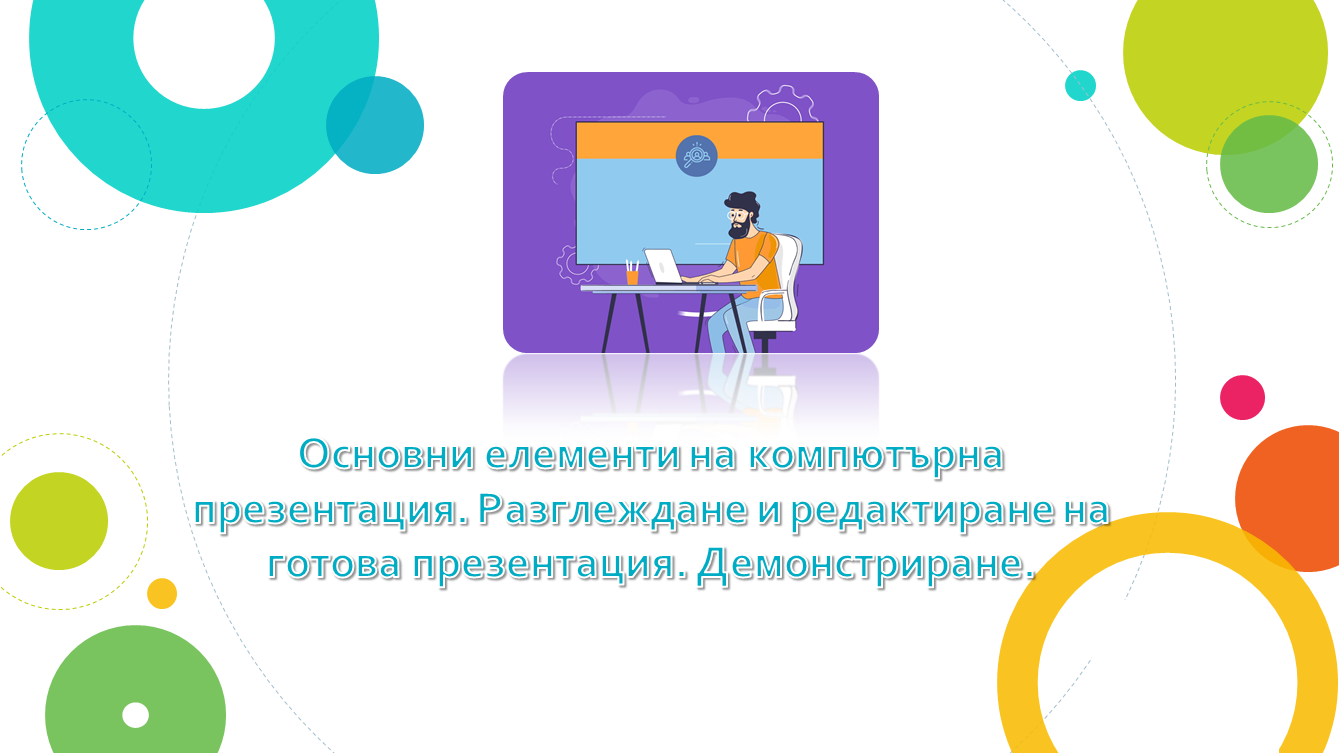 Основни елементи на компютърна
презентация. Разглеждане и редактиране на
готова презентация. Демонстриране.